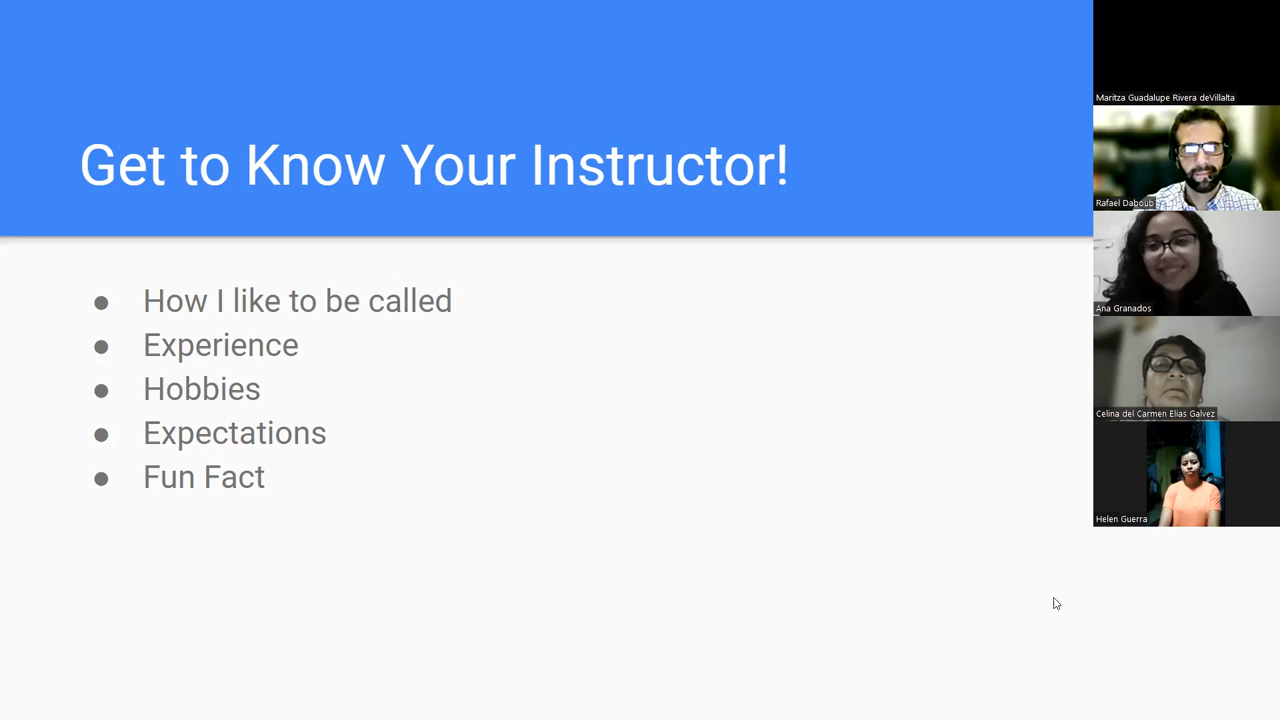 Get to Know Your Instructor!
● How I like to be called
● Experience
● Hobbies
● Expectations
● Fun Fact
Maritza Guadalupe Rivera deVillalta
Rafael Daboub
Ana Granados
Celina del Carmen Elias Galvez
Helen Guerra